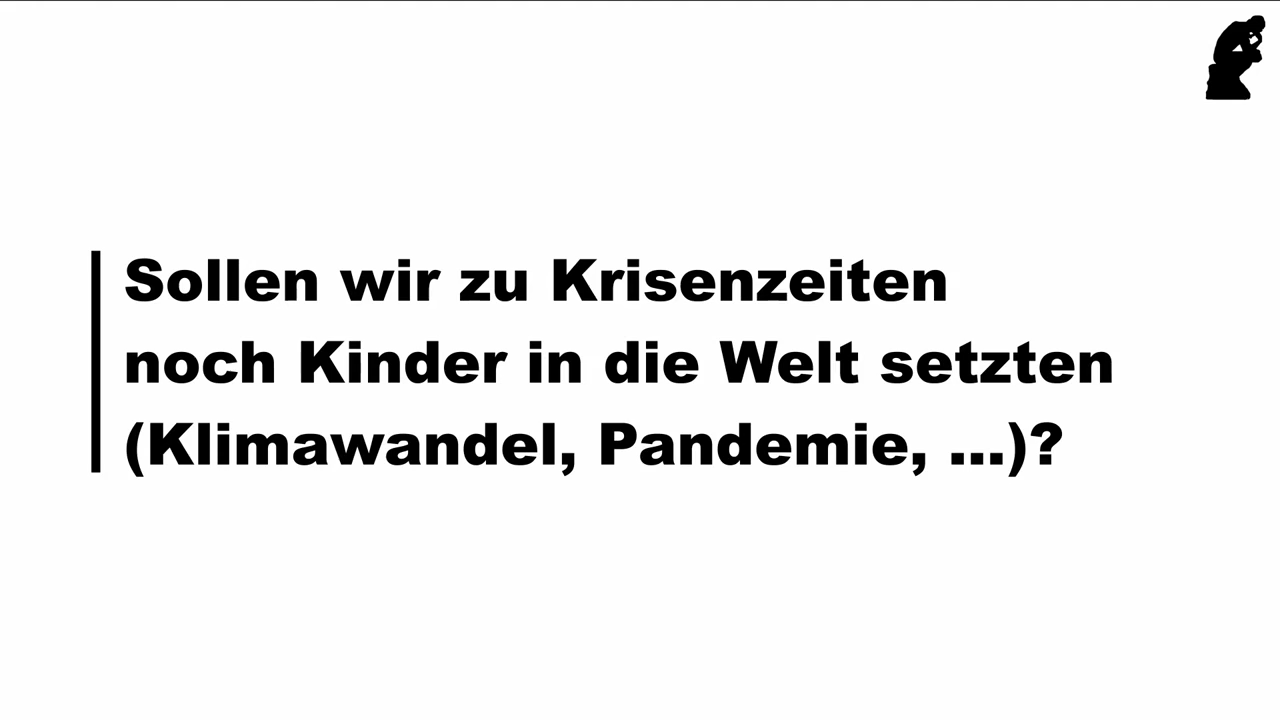 Sollen wir zu Krisenzeiten
noch Kinder in die Welt setzten
(Klimawandel, Pandemie, ...)?